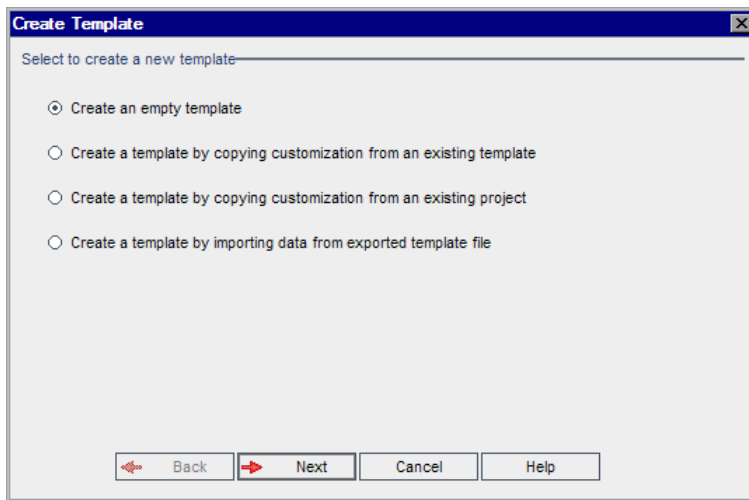 Create Template
Select to create a new template
Create an empty template
Create a template by copying customization from an existing template
Create a template by copying customization from an existing project
Create a template by importing data from exported template file
Back Next Cancel Help